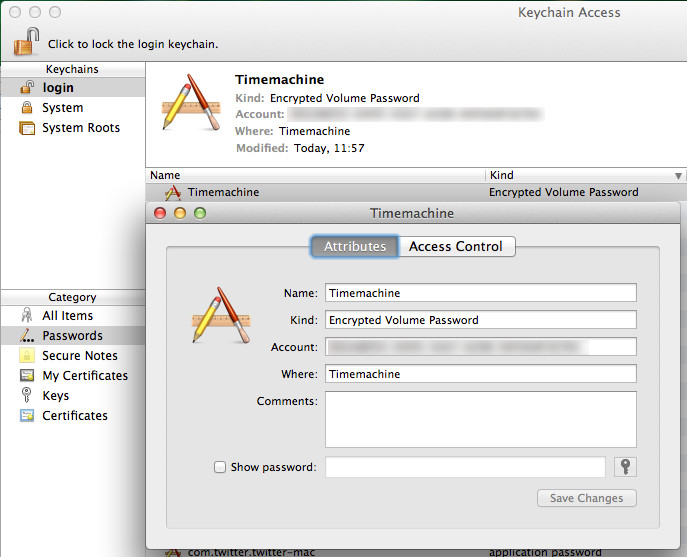 Keychain Access
Click to lock the login keychain.
Keychains
login
System
System Roots
Timemachine
Kind: Encrypted Volume Password
Account:
Where: Timemachine
Modified: Today, 11:57
Name Kind
Timemachine Encrypted Volume Password
Timemachine
Attributes Access Control
Name: Timemachine
Kind: Encrypted Volume Password
Account:
Where: Timemachine
Comments:
Show password:
Save Changes
Category
All Items
Passwords
Secure Notes
My Certificates
Keys
Certificates
com.twitter.twitter-mac application password